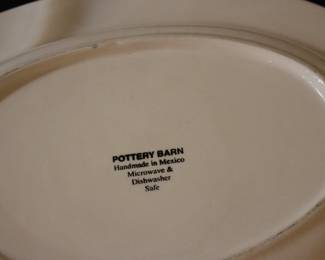 POTTERY BARN
Handmade in Mexico
Microwave &
Dishwasher
Safe